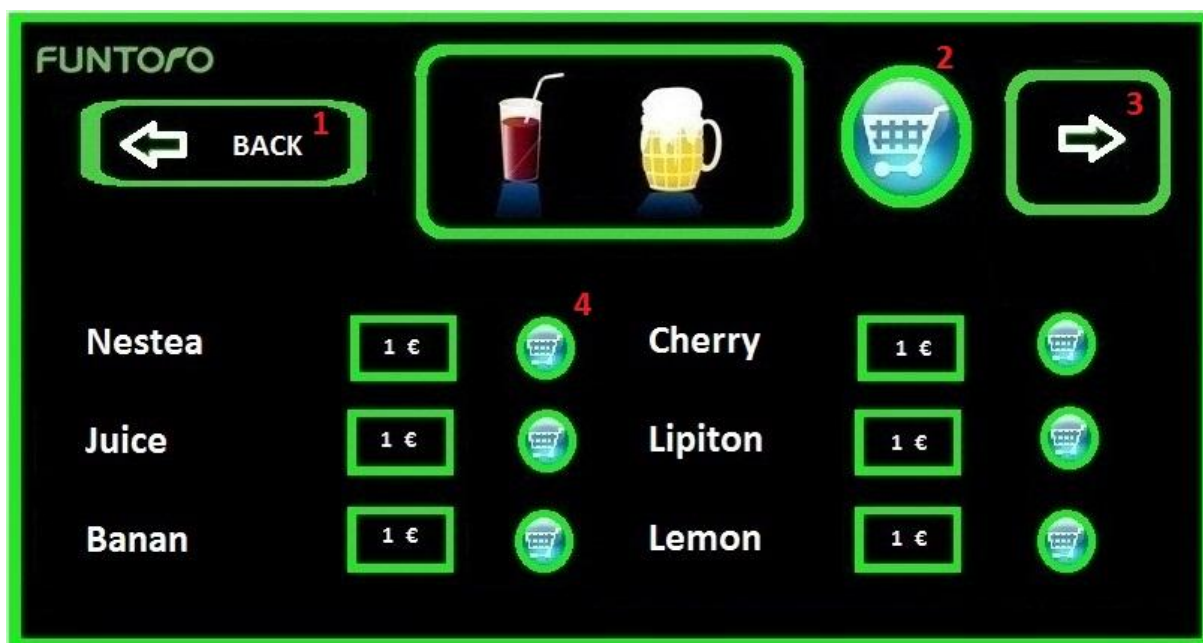 FUNTORO
BACK 1
2
3
4
Nestea 1 € Cherry 1 €
Juice 1 € Lipiton 1 €
Banan 1 € Lemon 1 €